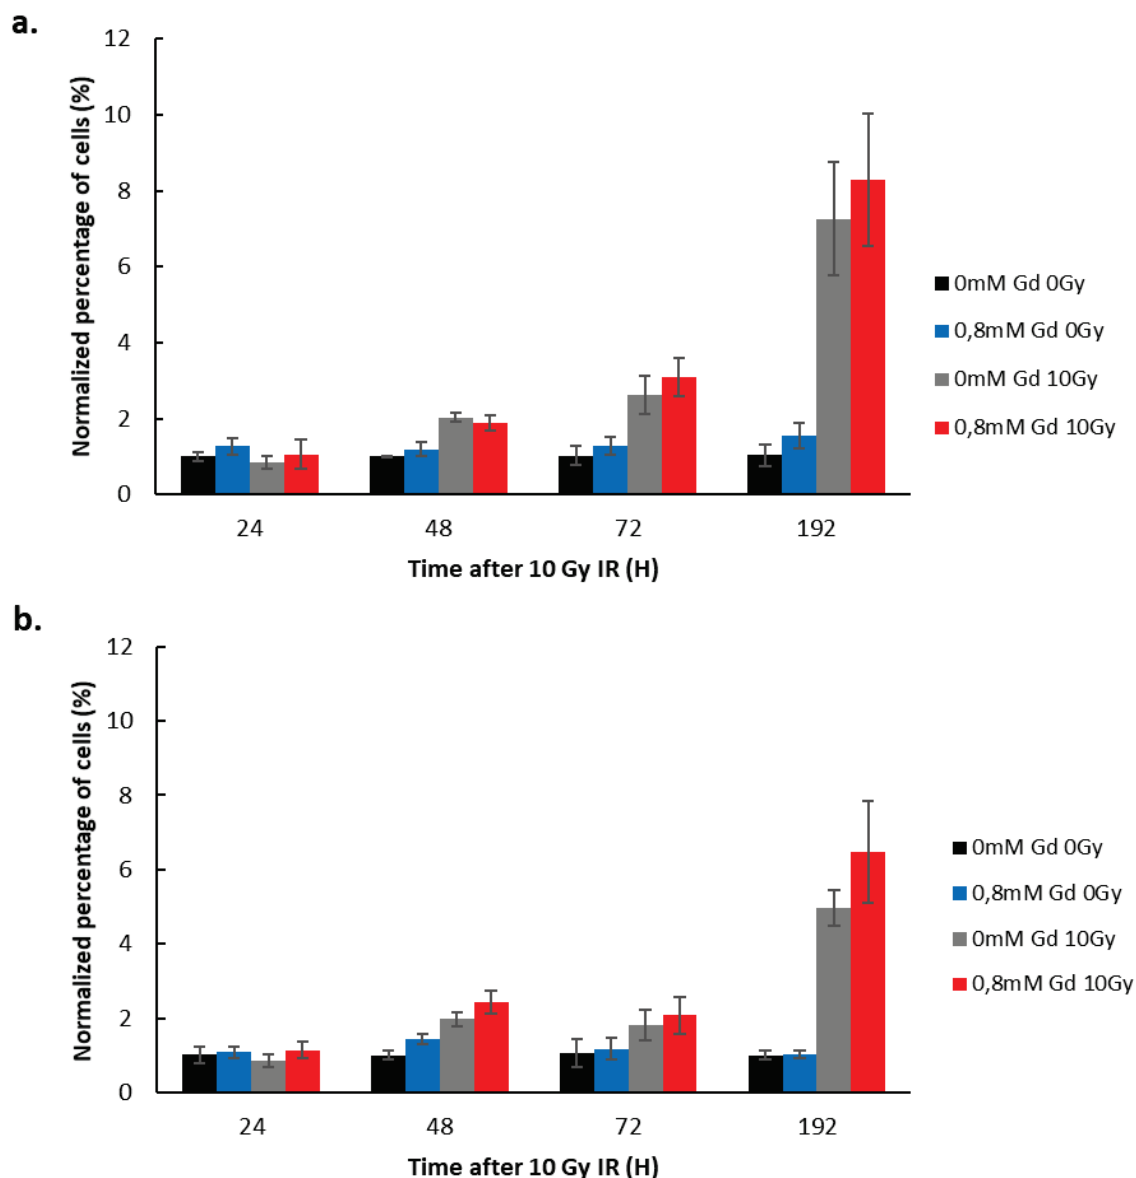 a.
Normalized percentage of cells (%)
12
10
8
6
4
2
0
24 48 72 192
Time after 10 Gy IR (H)
0mM Gd 0Gy
0,8mM Gd 0Gy
0mM Gd 10Gy
0,8mM Gd 10Gy
b.
Normalized percentage of cells (%)
12
10
8
6
4
2
0
24 48 72 192
Time after 10 Gy IR (H)
0mM Gd 0Gy
0,8mM Gd 0Gy
0mM Gd 10Gy
0,8mM Gd 10Gy